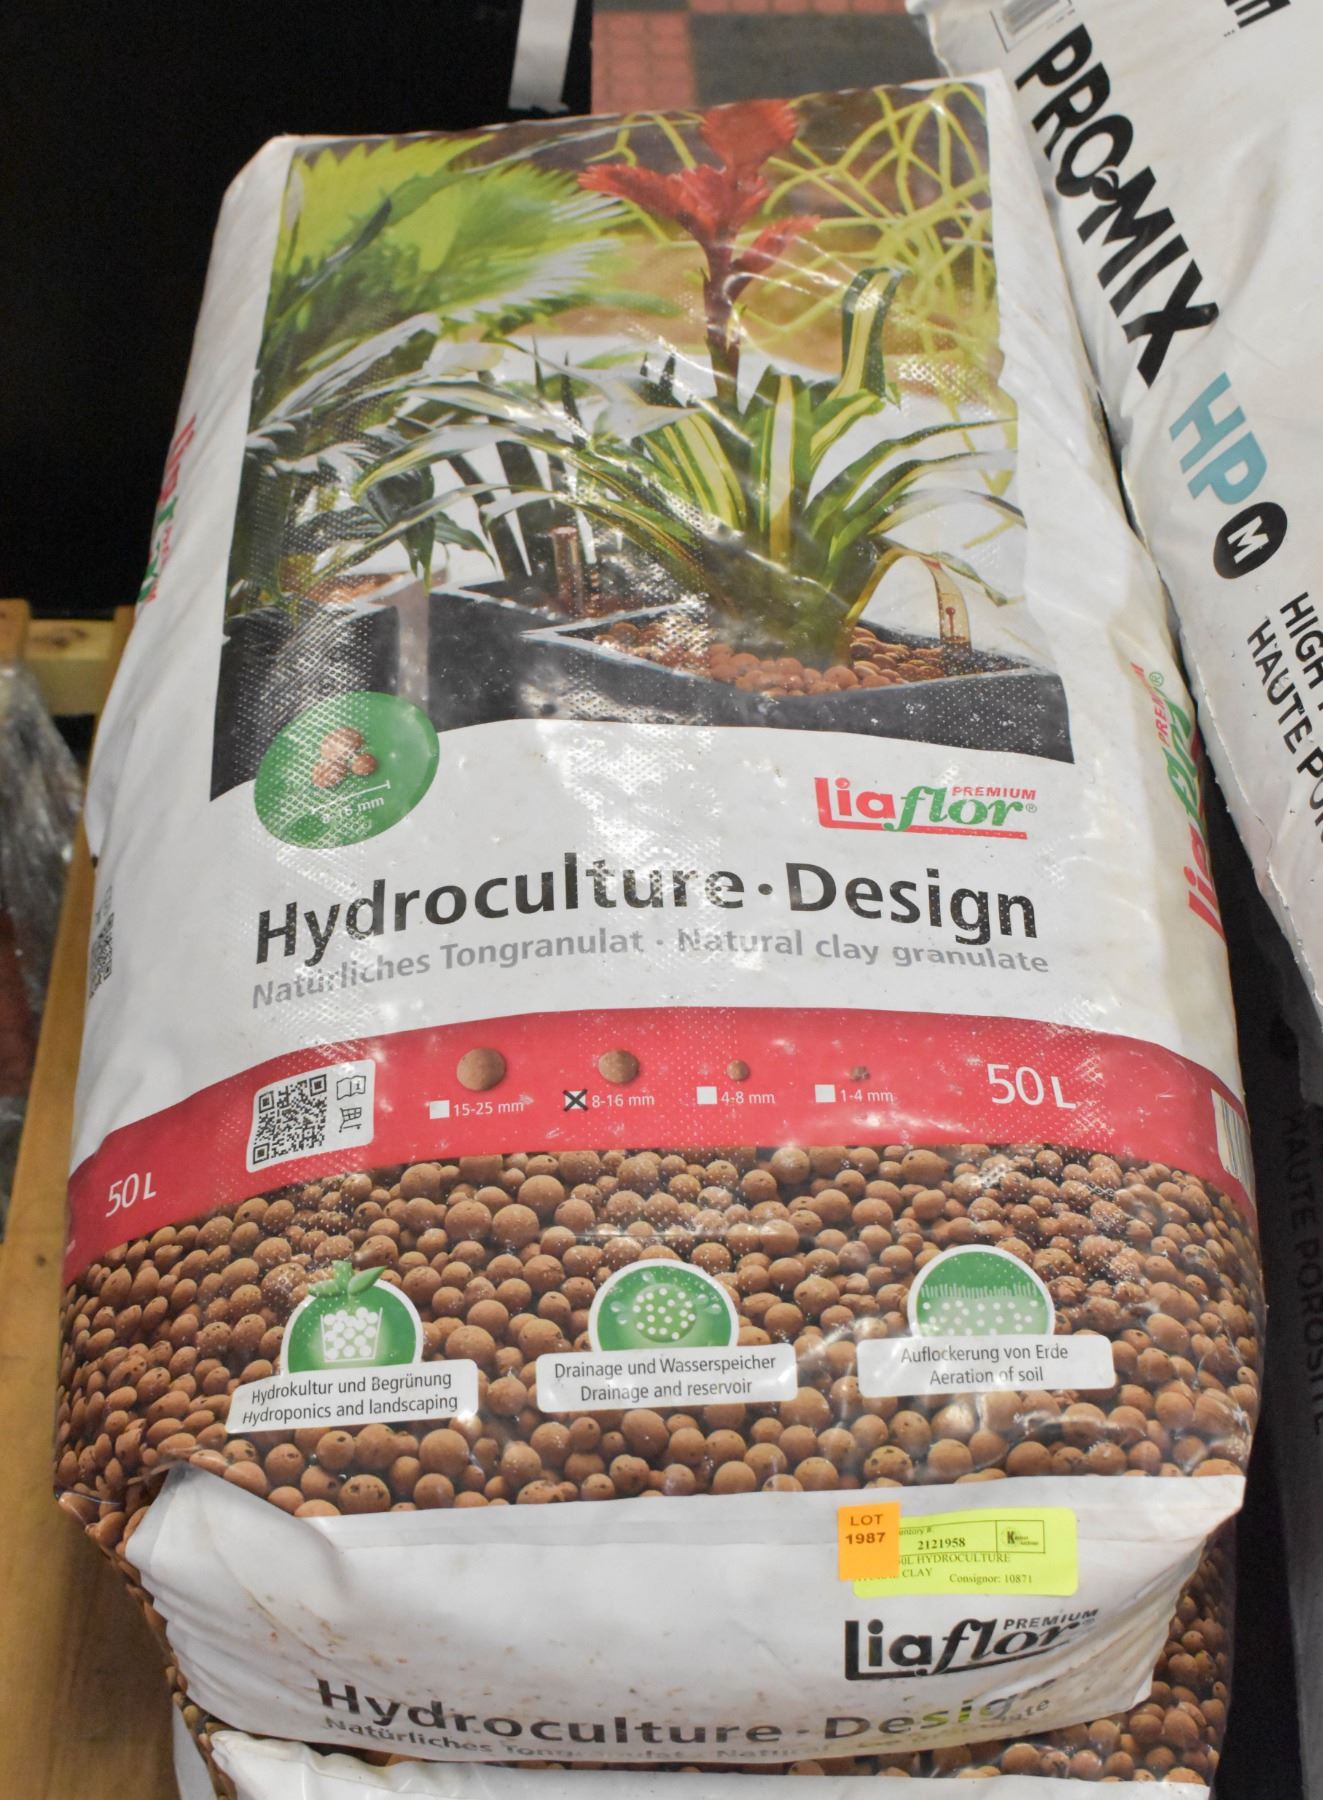 PRO-MIX HP M
HIGH
HAUTE
8-16 mm
Liaflor® PREMIUM
Hydroculture · Design
Natürliches Tongranulat · Natural clay granulate
15-25 mm 8-16 mm 4-8 mm 1-4 mm 50 L
50 L
Hydrokultur und Begrünung
Hydroponics and landscaping
Drainage und Wasserspeicher
Drainage and reservoir
Auflockerung von Erde
Aeration of soil
LOT
1987
2121958
HYDROCULTURE
CLAY Consignor: 10871
Liaflor PREMIUM
Hydroculture · Design
Natürliches
HAUTE POROSITE